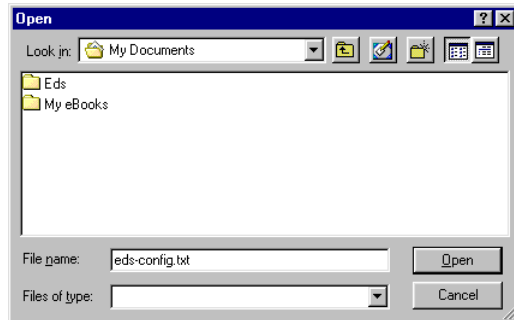 Open
Look in: My Documents
Eds
My eBooks
File name: eds-config.txt Open
Files of type: Cancel